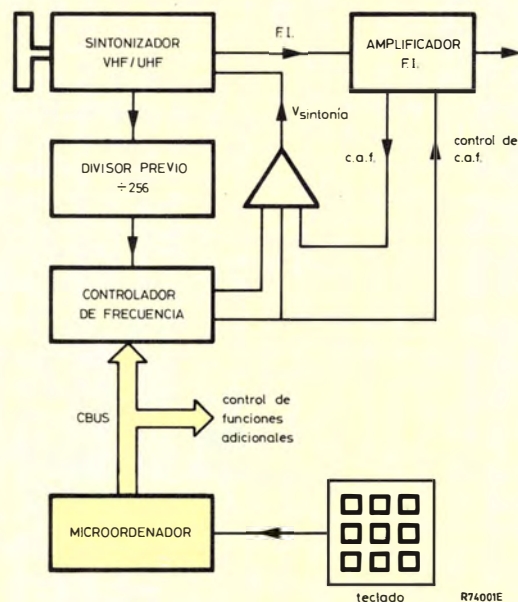 SINTONIZADOR
VHF/UHF
F.I.
AMPLIFICADOR
F.I.
Vsintonía
c.a.f.
control de
c.a.f.
DIVISOR PREVIO
÷256
CONTROLADOR
DE FRECUENCIA
CBUS
control de
funciones
adicionales
MICROORDENADOR
teclado
R74001E